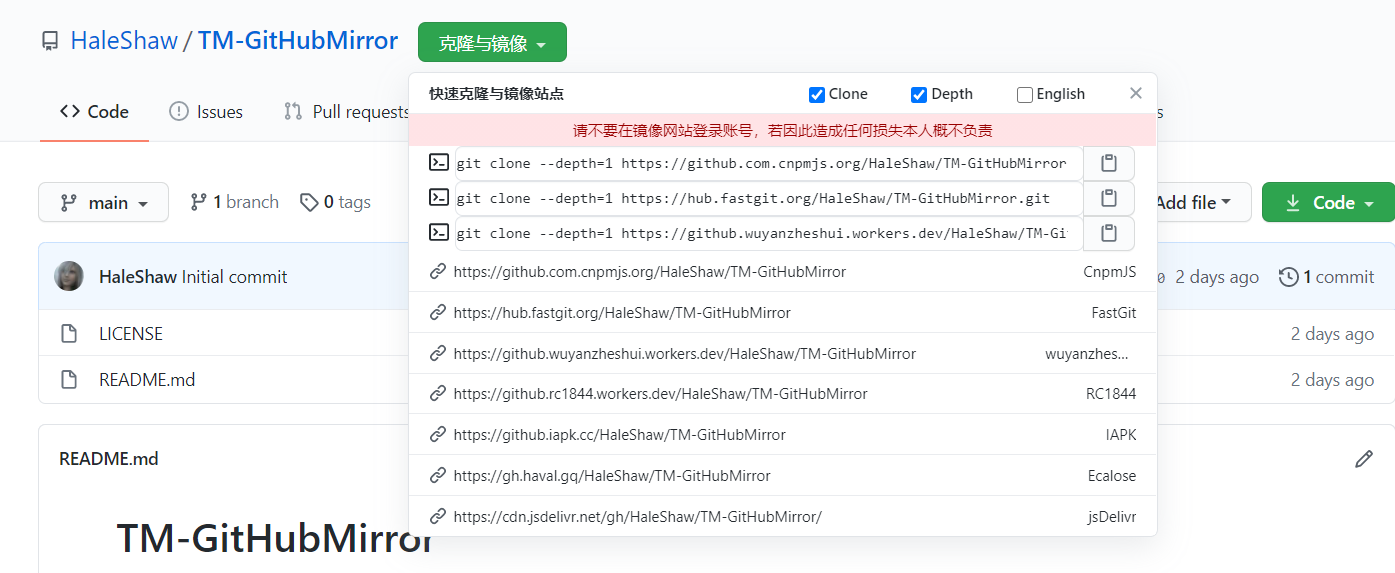 HaleShaw / TM-GitHubMirror 克隆与镜像
快速克隆与镜像站点 Clone Depth English
Code Issues Pull requests
请不要在镜像网站登录账号，若因此造成任何损失本人概不负责
git clone --depth=1 https://github.com.cnpmjs.org/HaleShaw/TM-GitHubMirror
main 1 branch 0 tags git clone --depth=1 https://hub.fastgit.org/HaleShaw/TM-GitHubMirror.git Add file Code
git clone --depth=1 https://github.wuyanzheshui.workers.dev/HaleShaw/TM-Gi
HaleShaw Initial commit https://github.com.cnpmjs.org/HaleShaw/TM-GitHubMirror CnpmJS 2 days ago 1 commit
https://hub.fastgit.org/HaleShaw/TM-GitHubMirror FastGit
LICENSE 2 days ago
https://github.wuyanzheshui.workers.dev/HaleShaw/TM-GitHubMirror wuyanzhes...
README.md 2 days ago
https://github.rc1844.workers.dev/HaleShaw/TM-GitHubMirror RC1844
https://github.iapk.cc/HaleShaw/TM-GitHubMirror IAPK
README.md
https://gh.haval.gq/HaleShaw/TM-GitHubMirror Ecalose
https://cdn.jsdelivr.net/gh/HaleShaw/TM-GitHubMirror/ jsDelivr
TM-GitHubMirror